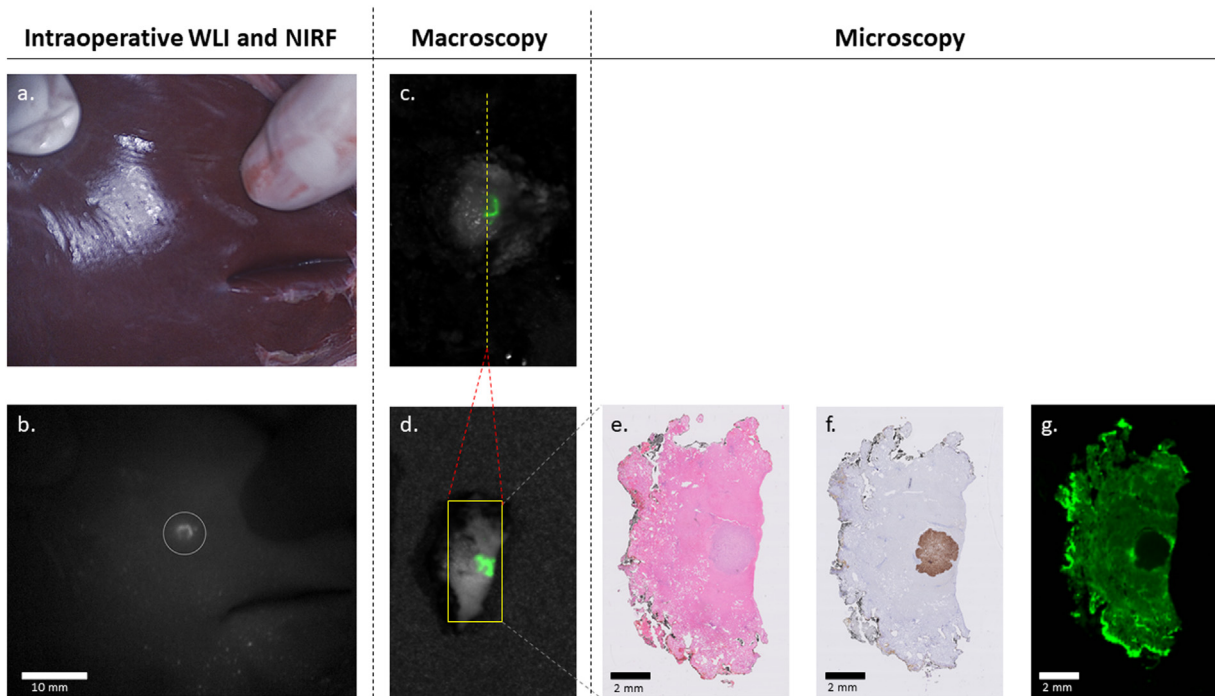 Intraoperative WLI and NIRF
Macroscopy
Microscopy
a.
c.
b.
d.
e.
f.
g.
10 mm
2 mm
2 mm
2 mm